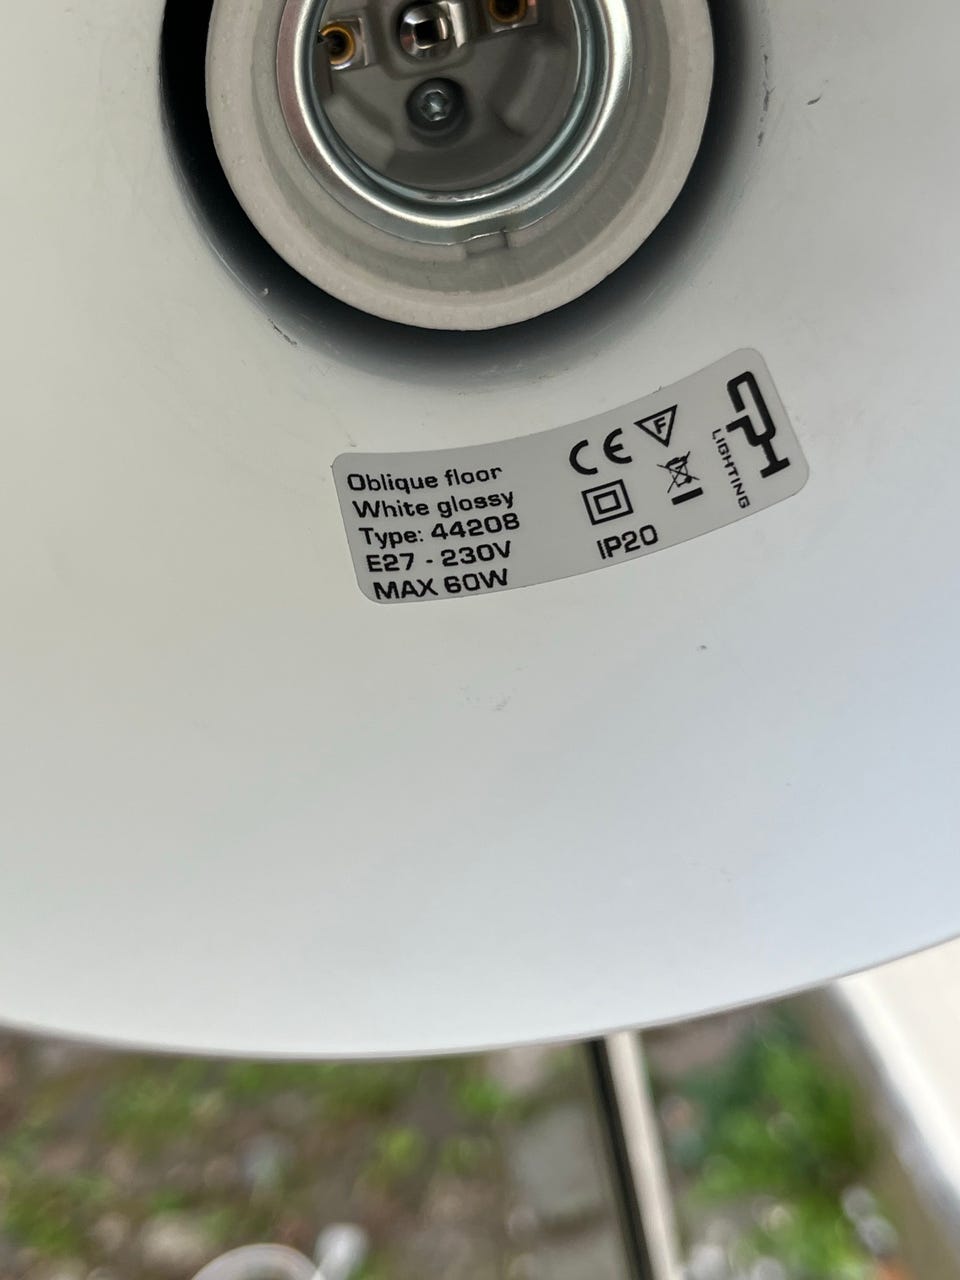 Oblique floor
White glossy
Type: 44208
E27 - 230V
MAX 60W
CE
F
IP20
LIGHTING